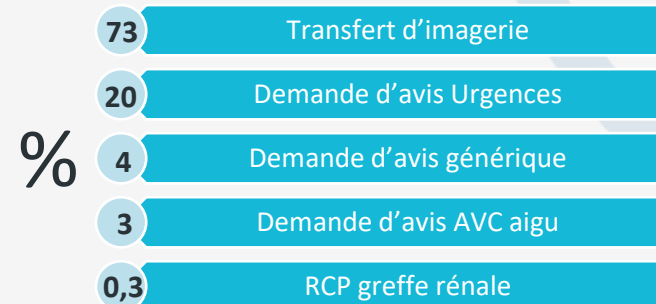 73 Transfert d’imagerie
20 Demande d’avis Urgences
%
4 Demande d’avis générique
3 Demande d’avis AVC aigu
0,3 RCP greffe rénale